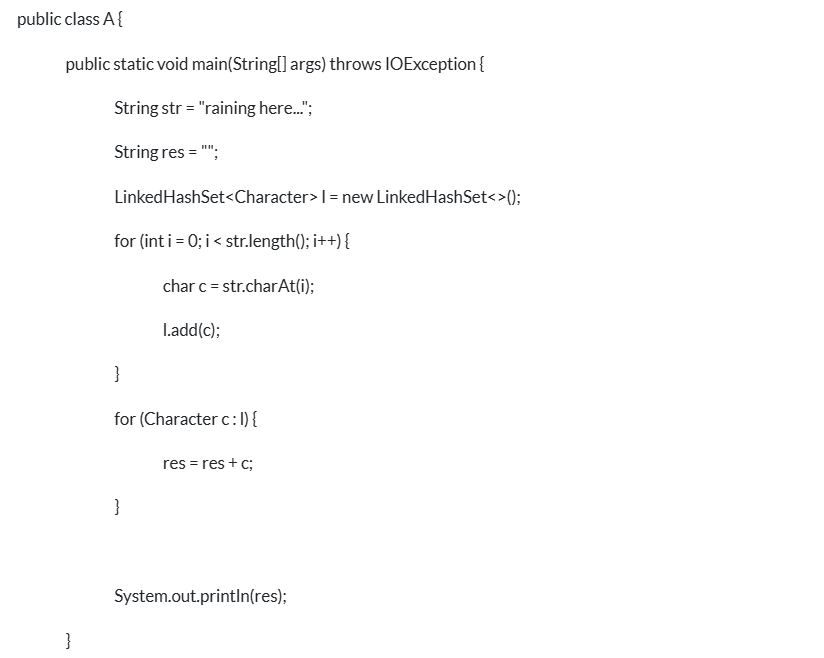 public class A {
public static void main(String[] args) throws IOException {
String str = "raining here...";
String res = "";
LinkedHashSet<Character> l = new LinkedHashSet<>();
for (int i = 0; i < str.length(); i++) {
char c = str.charAt(i);
l.add(c);
}
for (Character c : l) {
res = res + c;
}
System.out.println(res);
}